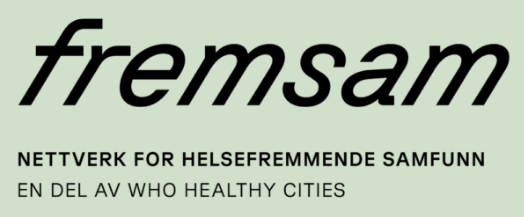 fremsam
NETTVERK FOR HELSEFREMMENDE SAMFUNN
EN DEL AV WHO HEALTHY CITIES